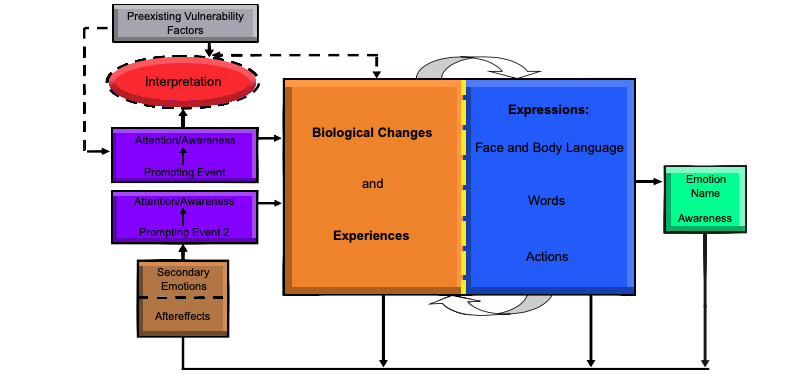 Preexisting Vulnerability
Factors
Interpretation
Attention/Awareness
Prompting Event
Attention/Awareness
Prompting Event 2
Secondary
Emotions
Aftereffects
Biological Changes
and
Experiences
Expressions:
Face and Body Language
Words
Actions
Emotion
Name
Awareness